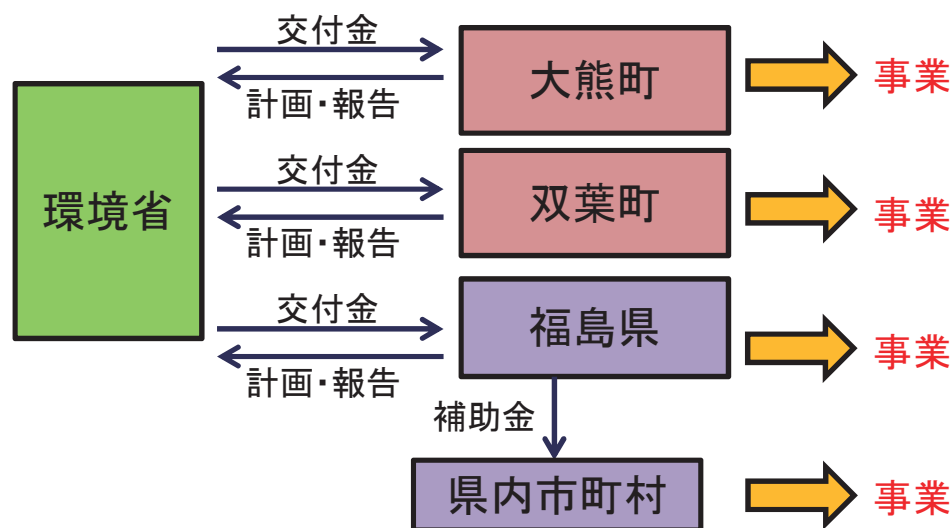 交付金
大熊町
事業
計画・報告
環境省
交付金
双葉町
事業
計画・報告
交付金
福島県
事業
計画・報告
補助金
県内市町村
事業